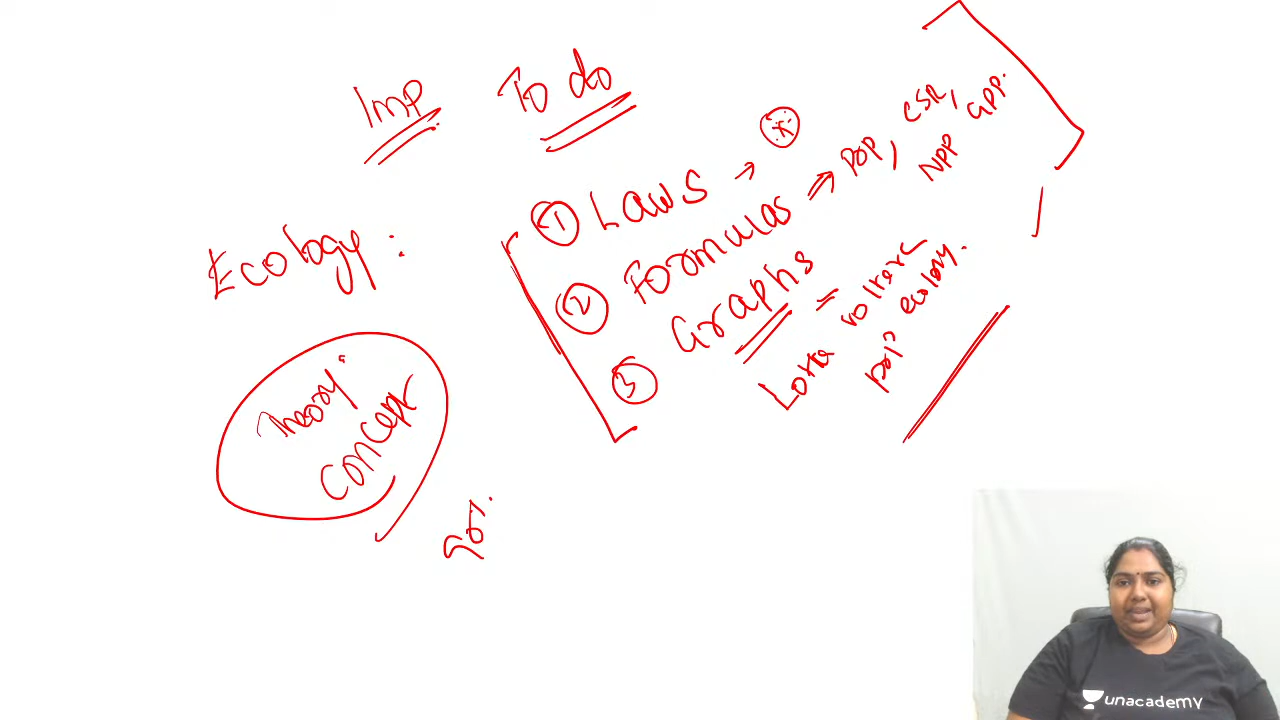 Imp To do
Ecology:
① Laws → *
② Formulas ⇒ POP, CSR,
NPP GPP.
③ Graphs =
Lotka volterra
pop? ecology.
Theory
concept
unacademy